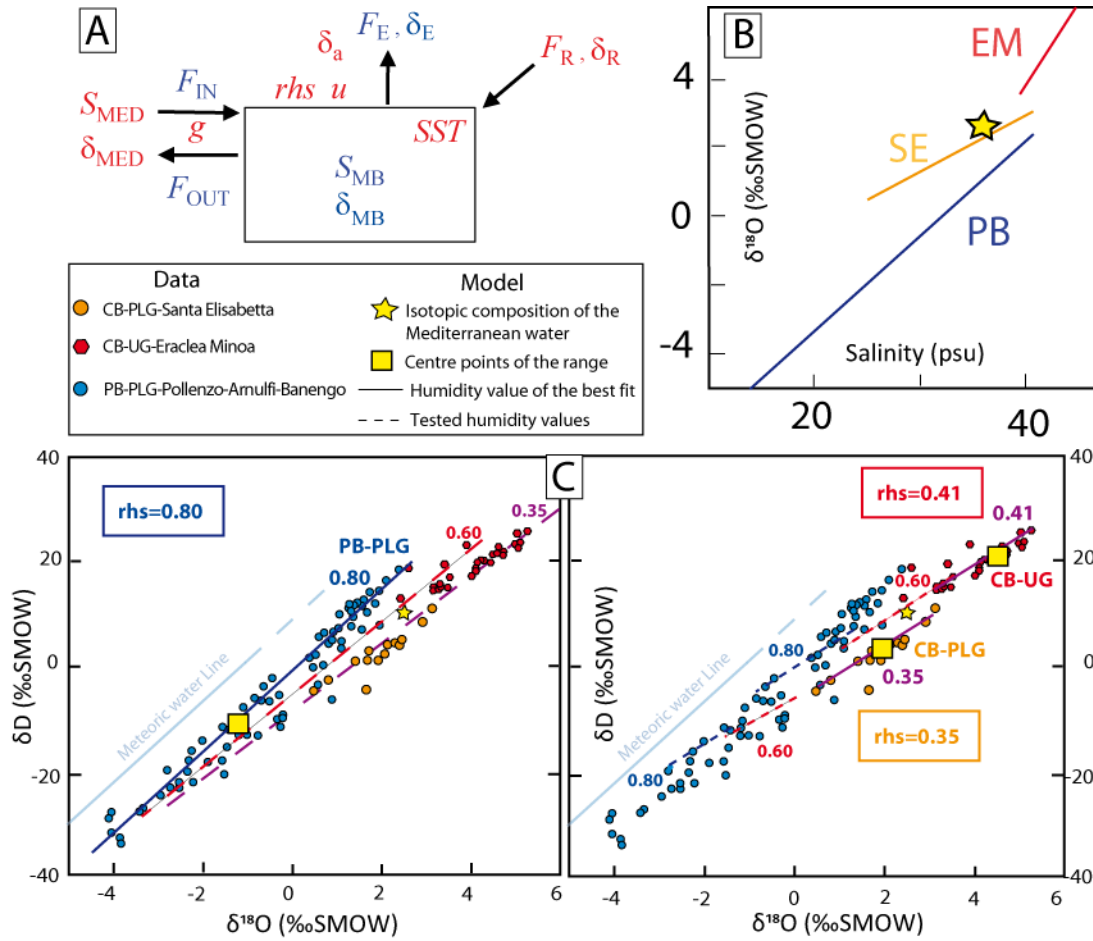 A
δa
FE , δE
FR , δR
FIN
rhs u
SMED
g
SST
δMED
FOUT
SMB
δMB
B
EM
4
SE
0
PB
-4
δ¹⁸O (‰SMOW)
Salinity (psu)
20
40
Data
CB-PLG-Santa Elisabetta
CB-UG-Eraclea Minoa
PB-PLG-Pollenzo-Arnulfi-Banengo
Model
Isotopic composition of the
Mediterranean water
Centre points of the range
Humidity value of the best fit
Tested humidity values
C
40
20
0
-20
-40
δD (‰SMOW)
rhs=0.80
PB-PLG
0.80
0.60
0.35
Meteoric water Line
-4
-2
0
2
4
6
δ¹⁸O (‰SMOW)
40
20
0
-20
-40
δD (‰SMOW)
rhs=0.41
0.41
0.60
CB-UG
0.80
CB-PLG
0.35
0.80
0.60
rhs=0.35
Meteoric water Line
-4
-2
0
2
4
6
δ¹⁸O (‰SMOW)